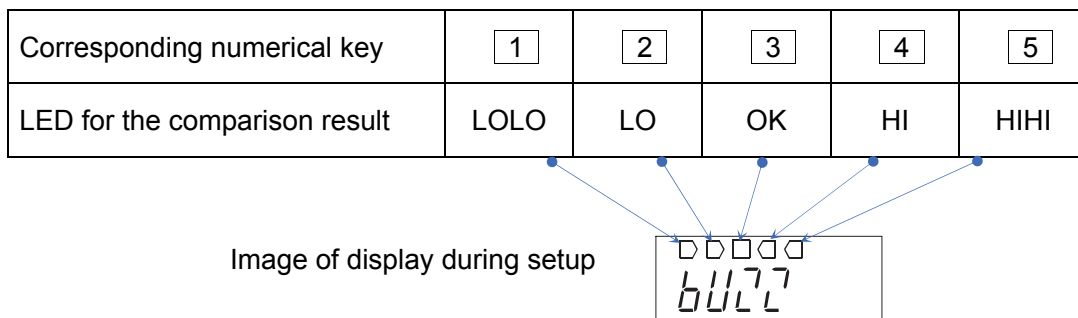 Corresponding numerical key 1 2 3 4 5
LED for the comparison result LOLO LO OK HI HIHI
Image of display during setup
bUZZ